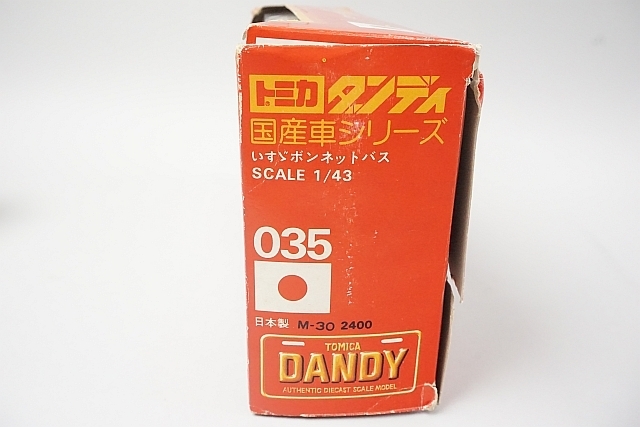 トミカ ダンディ
国産車シリーズ
いすゞボンネットバス
SCALE 1/43
035
日本製 M-30 2400
TOMICA
DANDY
AUTHENTIC DIECAST SCALE MODEL